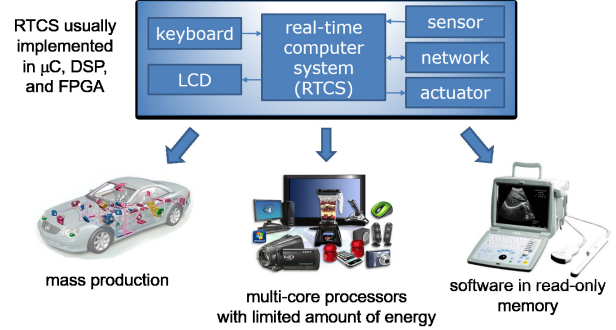 RTCS usually
implemented
in μC, DSP,
and FPGA
keyboard
LCD
real-time
computer
system
(RTCS)
sensor
network
actuator
mass production
multi-core processors
with limited amount of energy
software in read-only
memory